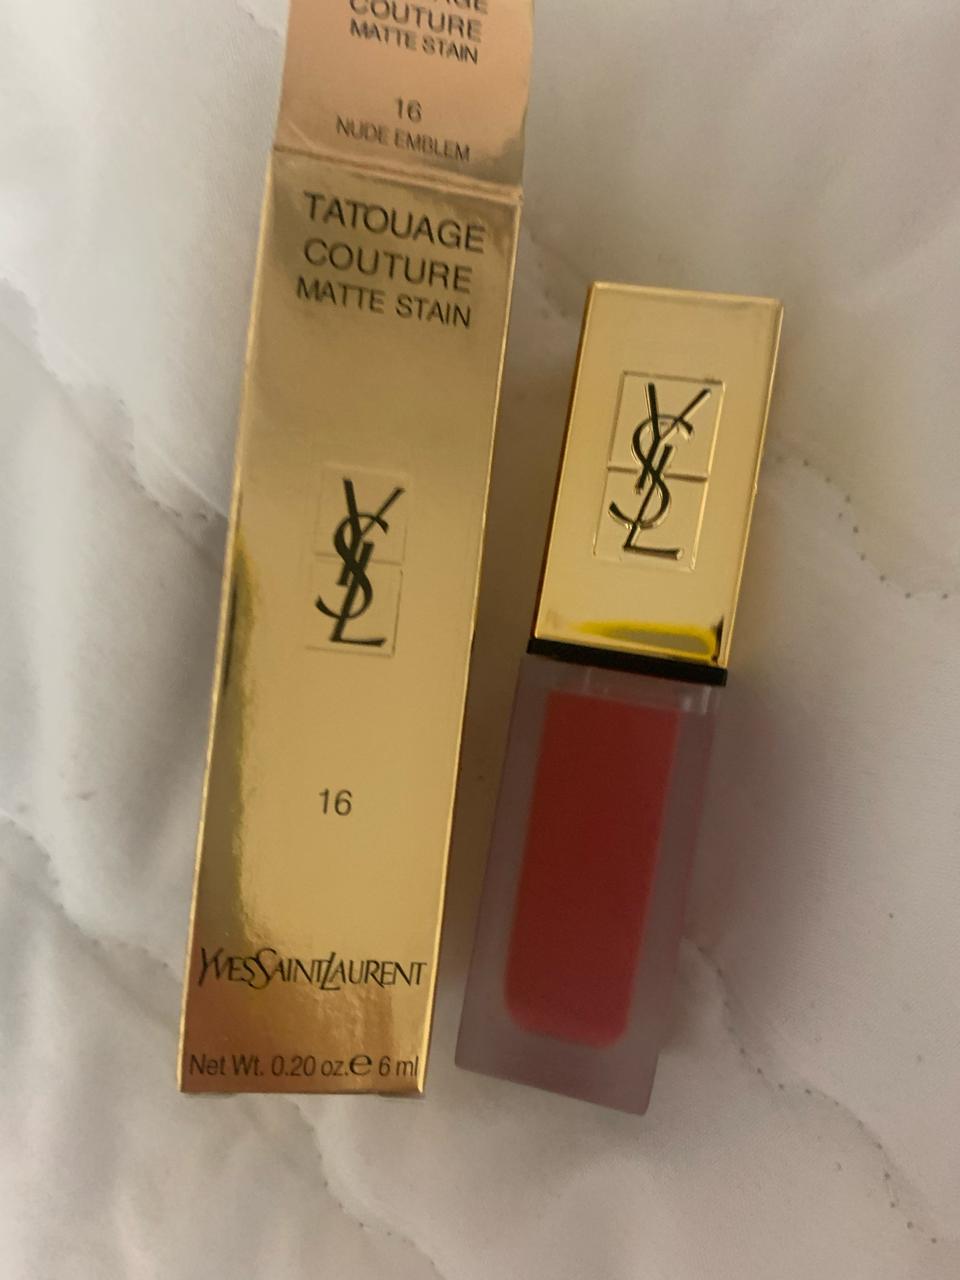 COUTURE
MATTE STAIN
16
NUDE EMBLEM
TATOUAGE
COUTURE
MATTE STAIN
YSL
YSL
16
YVESSAINTLAURENT
Net Wt. 0.20 oz.e 6 ml